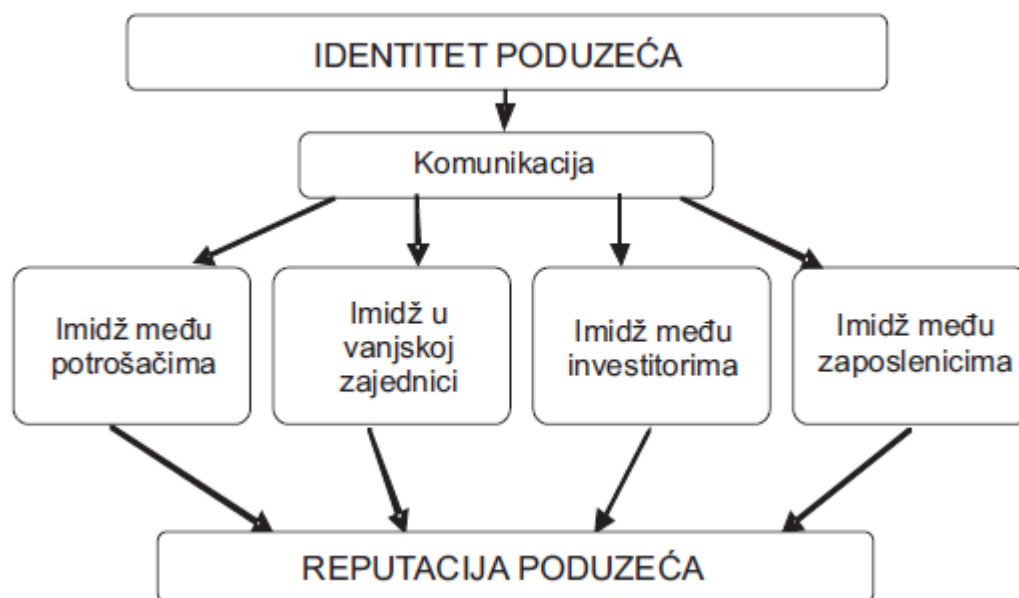 IDENTITET PODUZEĆA
Komunikacija
Imidž među
potrošačima
Imidž u
vanjskoj
zajednici
Imidž među
investitorima
Imidž među
zaposlenicima
REPUTACIJA PODUZEĆA